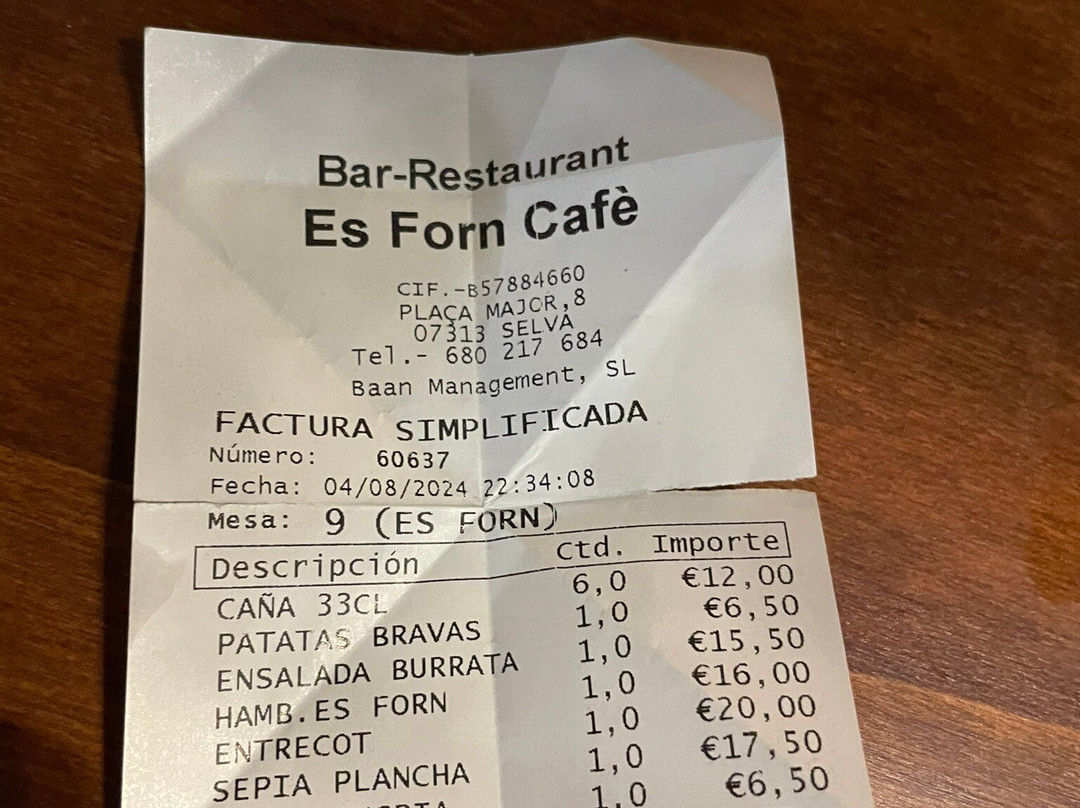 Bar-Restaurant
Es Forn Cafè
CIF.-B57884660
PLAÇA MAJOR,8
07313 SELVA
Tel.- 680 217 684
Baan Management, SL
FACTURA SIMPLIFICADA
Número: 60637
Fecha: 04/08/2024 22:34:08
Mesa: 9 (ES FORN)
Descripción Ctd. Importe
CAÑA 33CL 6,0 €12,00
PATATAS BRAVAS 1,0 €6,50
ENSALADA BURRATA 1,0 €15,50
HAMB.ES FORN 1,0 €16,00
ENTRECOT 1,0 €20,00
SEPIA PLANCHA 1,0 €17,50
1,0 €6,50